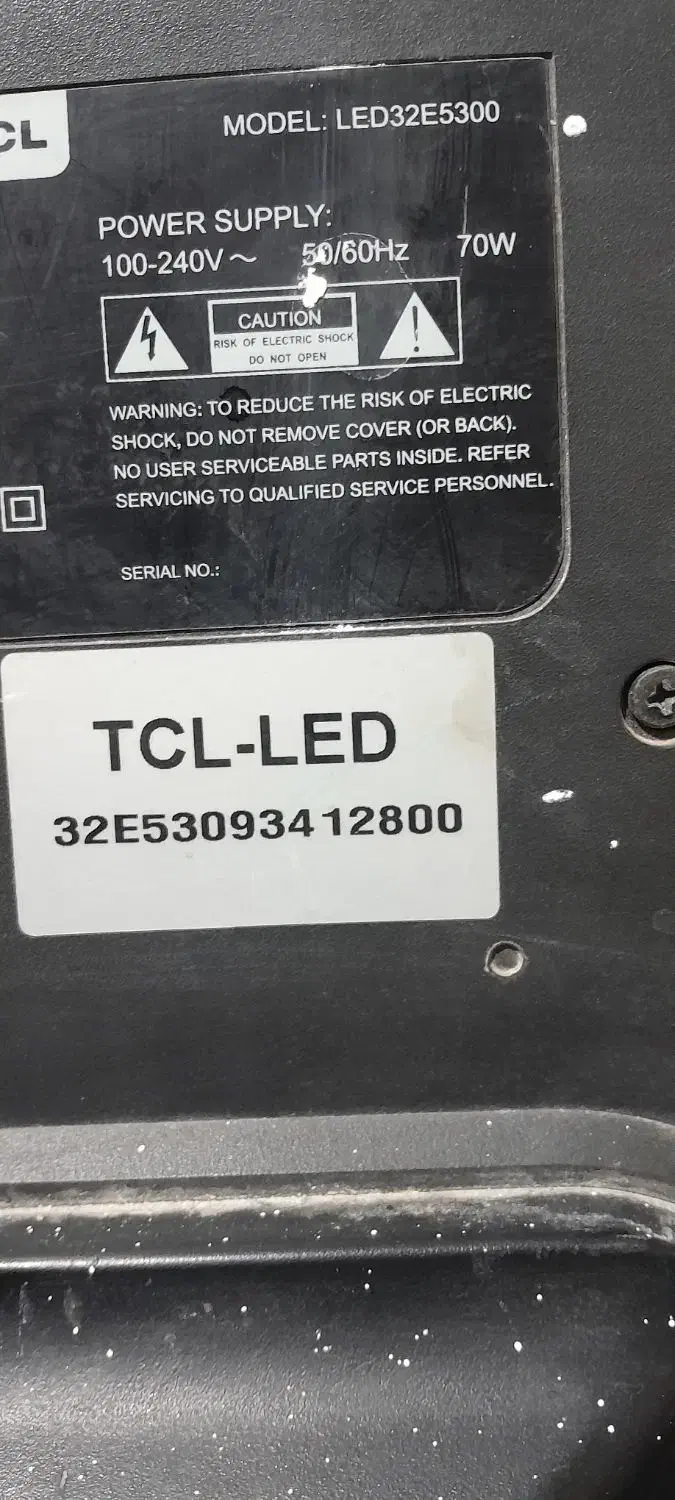 CL
MODEL: LED32E5300
POWER SUPPLY:
100-240V～ 50/60Hz 70W
CAUTION
RISK OF ELECTRIC SHOCK
DO NOT OPEN
WARNING: TO REDUCE THE RISK OF ELECTRIC
SHOCK, DO NOT REMOVE COVER (OR BACK).
NO USER SERVICEABLE PARTS INSIDE. REFER
SERVICING TO QUALIFIED SERVICE PERSONNEL.
SERIAL NO.:
TCL-LED
32E53093412800